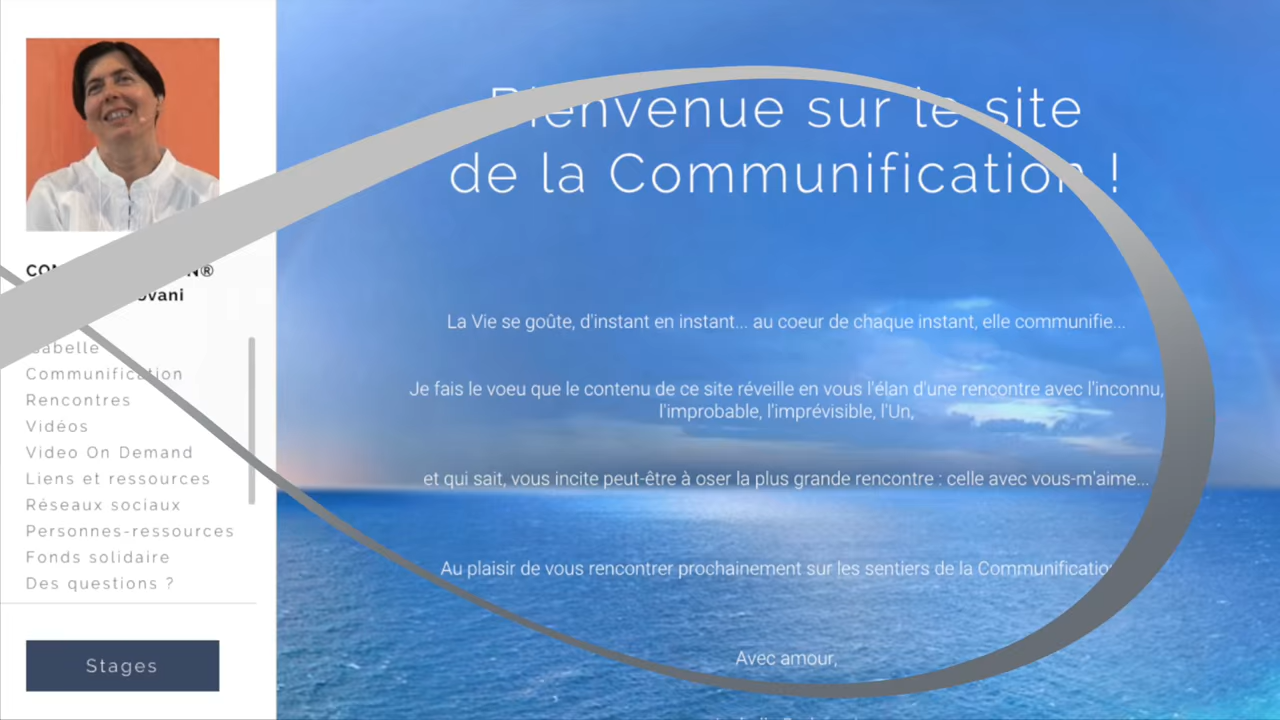 Bienvenue sur le site
de la Communification !
La Vie se goûte, d'instant en instant... au coeur de chaque instant, elle communifie...
Je fais le voeu que le contenu de ce site réveille en vous l'élan d'une rencontre avec l'inconnu,
l'improbable, l'imprévisible, l'Un,
et qui sait, vous incite peut-être à oser la plus grande rencontre : celle avec vous-m'aime...
Au plaisir de vous rencontrer prochainement sur les sentiers de la Communification
Avec amour,
Isabelle
Communification
Rencontres
Vidéos
Video On Demand
Liens et ressources
Réseaux sociaux
Personnes-ressources
Fonds solidaire
Des questions ?
Stages